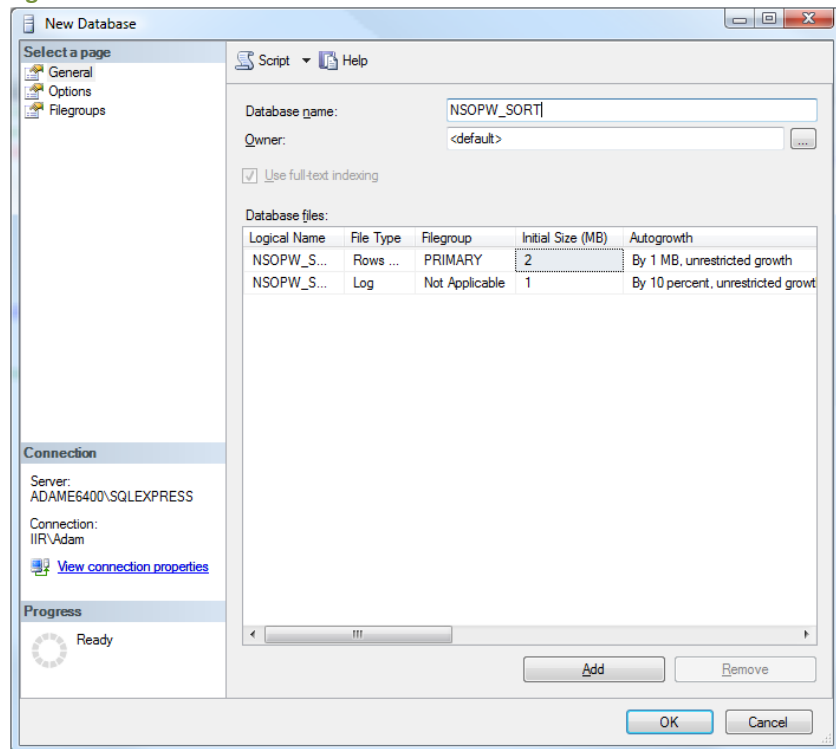 New Database
Select a page
General
Options
Filegroups
Script Help
Database name: NSOPW_SORT
Owner: <default> ...
Use full-text indexing
Database files:
Logical Name File Type Filegroup Initial Size (MB) Autogrowth
NSOPW_S... Rows ... PRIMARY 2 By 1 MB, unrestricted growth
NSOPW_S... Log Not Applicable 1 By 10 percent, unrestricted growt
Connection
Server:
ADAME6400\SQLEXPRESS
Connection:
IIR\Adam
View connection properties
Progress
Ready
Add Remove
OK Cancel